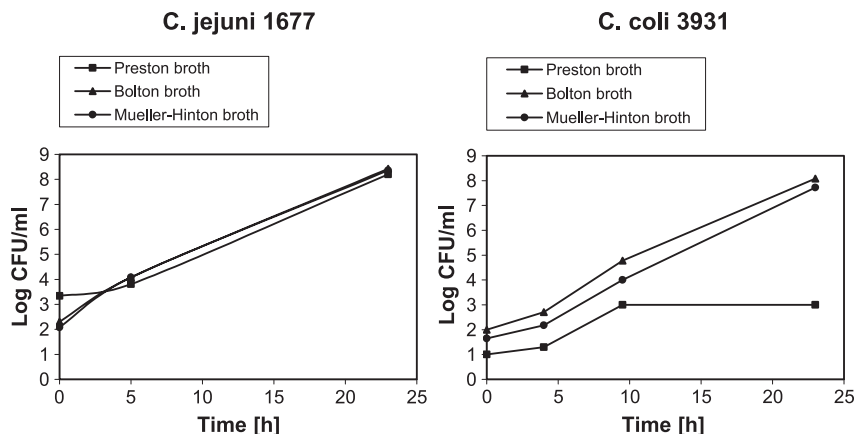 C. jejuni 1677
Preston broth
Bolton broth
Mueller-Hinton broth
9
8
7
6
5
4
3
2
1
0
Log CFU/ml
0 5 10 15 20 25
Time [h]
C. coli 3931
Preston broth
Bolton broth
Mueller-Hinton broth
9
8
7
6
5
4
3
2
1
0
Log CFU/ml
0 5 10 15 20 25
Time [h]